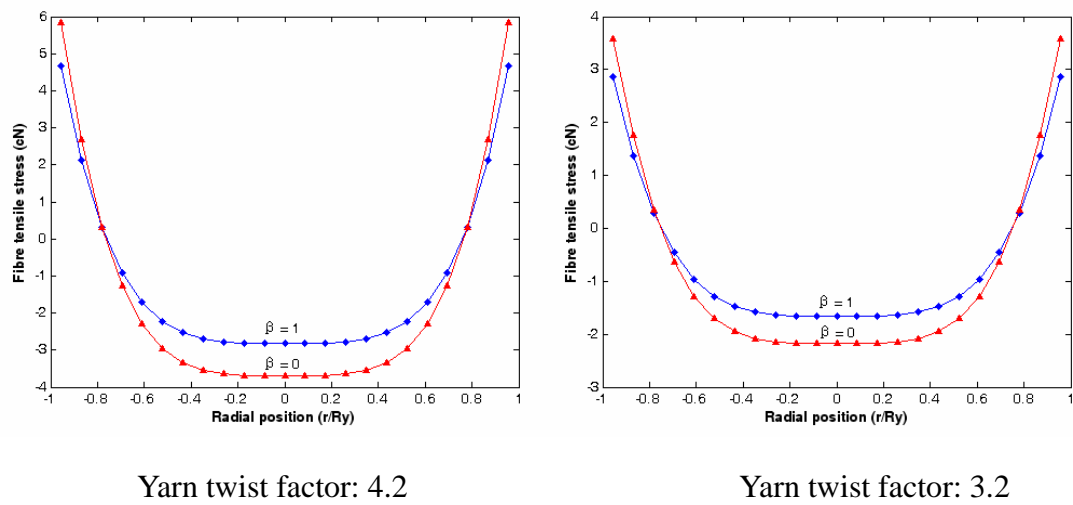 Fibre tensile stress (cN)
6
5
4
3
2
1
0
-1
-2
-3
-4
β = 1
β = 0
-1 -0.8 -0.6 -0.4 -0.2 0 0.2 0.4 0.6 0.8 1
Radial position (r/Ry)
Fibre tensile stress (cN)
4
3
2
1
0
-1
-2
-3
β = 1
β = 0
-1 -0.8 -0.6 -0.4 -0.2 0 0.2 0.4 0.6 0.8 1
Radial position (r/Ry)
Yarn twist factor: 4.2
Yarn twist factor: 3.2